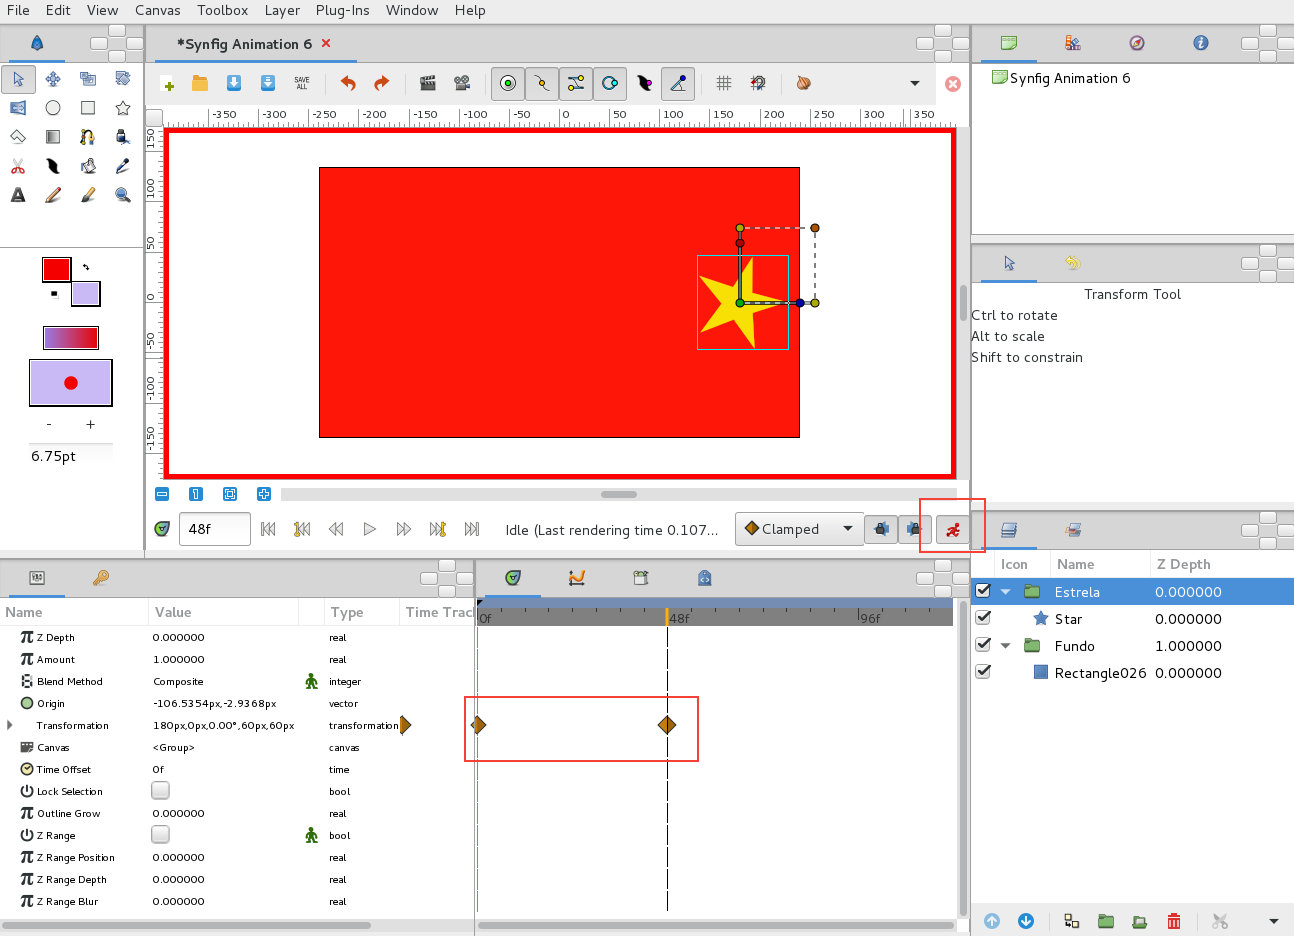 File Edit View Canvas Toolbox Layer Plug-Ins Window Help
*Synfig Animation 6
SAVE ALL
-350 -300 -250 -200 -150 -100 -50 0 50 100 150 200 250 300 350
150
100
50
0
-50
-100
-150
- +
6.75pt
48f
Idle (Last rendering time 0.107...
Clamped
Synfig Animation 6
Transform Tool
Ctrl to rotate
Alt to scale
Shift to constrain
Icon Name Z Depth
Estrela 0.000000
Star 0.000000
Fundo 1.000000
Rectangle026 0.000000
Name Value Type Time Trac
0f 48f 96f
Z Depth 0.000000 real
Amount 1.000000 real
Blend Method Composite integer
Origin -106.5354px,-2.9368px vector
Transformation 180px,0px,0.00°,60px,60px transformation
Canvas <Group> canvas
Time Offset 0f time
Lock Selection bool
Outline Grow 0.000000 real
Z Range bool
Z Range Position 0.000000 real
Z Range Depth 0.000000 real
Z Range Blur 0.000000 real